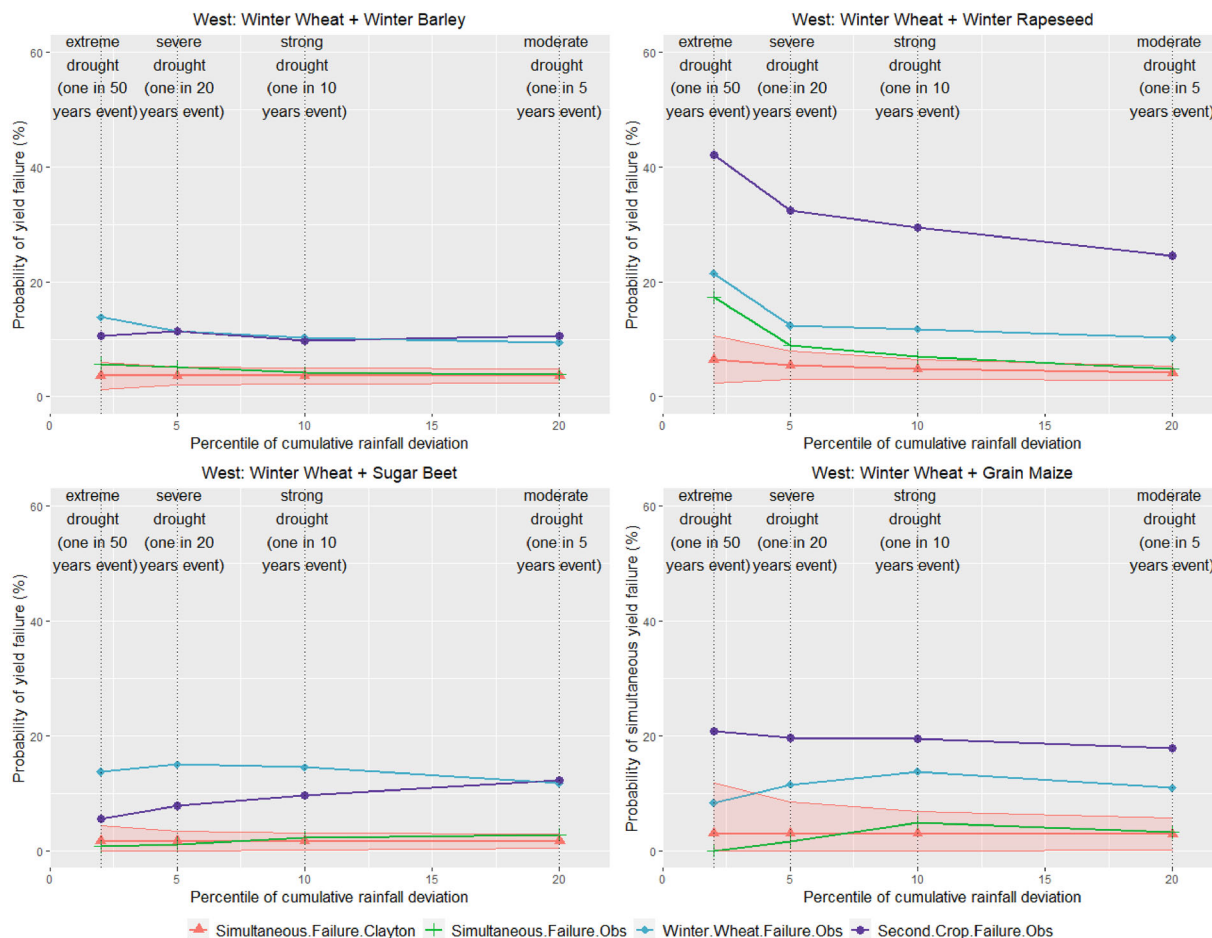 West: Winter Wheat + Winter Barley
Probability of yield failure (%)
60
40
20
0
extreme
drought
(one in 50
years event)
severe
drought
(one in 20
years event)
strong
drought
(one in 10
years event)
moderate
drought
(one in 5
years event)
0 5 10 15 20
Percentile of cumulative rainfall deviation
West: Winter Wheat + Winter Rapeseed
Probability of yield failure (%)
60
40
20
0
extreme
drought
(one in 50
years event)
severe
drought
(one in 20
years event)
strong
drought
(one in 10
years event)
moderate
drought
(one in 5
years event)
0 5 10 15 20
Percentile of cumulative rainfall deviation
West: Winter Wheat + Sugar Beet
Probability of yield failure (%)
60
40
20
0
extreme
drought
(one in 50
years event)
severe
drought
(one in 20
years event)
strong
drought
(one in 10
years event)
moderate
drought
(one in 5
years event)
0 5 10 15 20
Percentile of cumulative rainfall deviation
West: Winter Wheat + Grain Maize
Probability of simultaneous yield failure (%)
60
40
20
0
extreme
drought
(one in 50
years event)
severe
drought
(one in 20
years event)
strong
drought
(one in 10
years event)
moderate
drought
(one in 5
years event)
0 5 10 15 20
Percentile of cumulative rainfall deviation
Simultaneous.Failure.Clayton Simultaneous.Failure.Obs Winter.Wheat.Failure.Obs Second.Crop.Failure.Obs